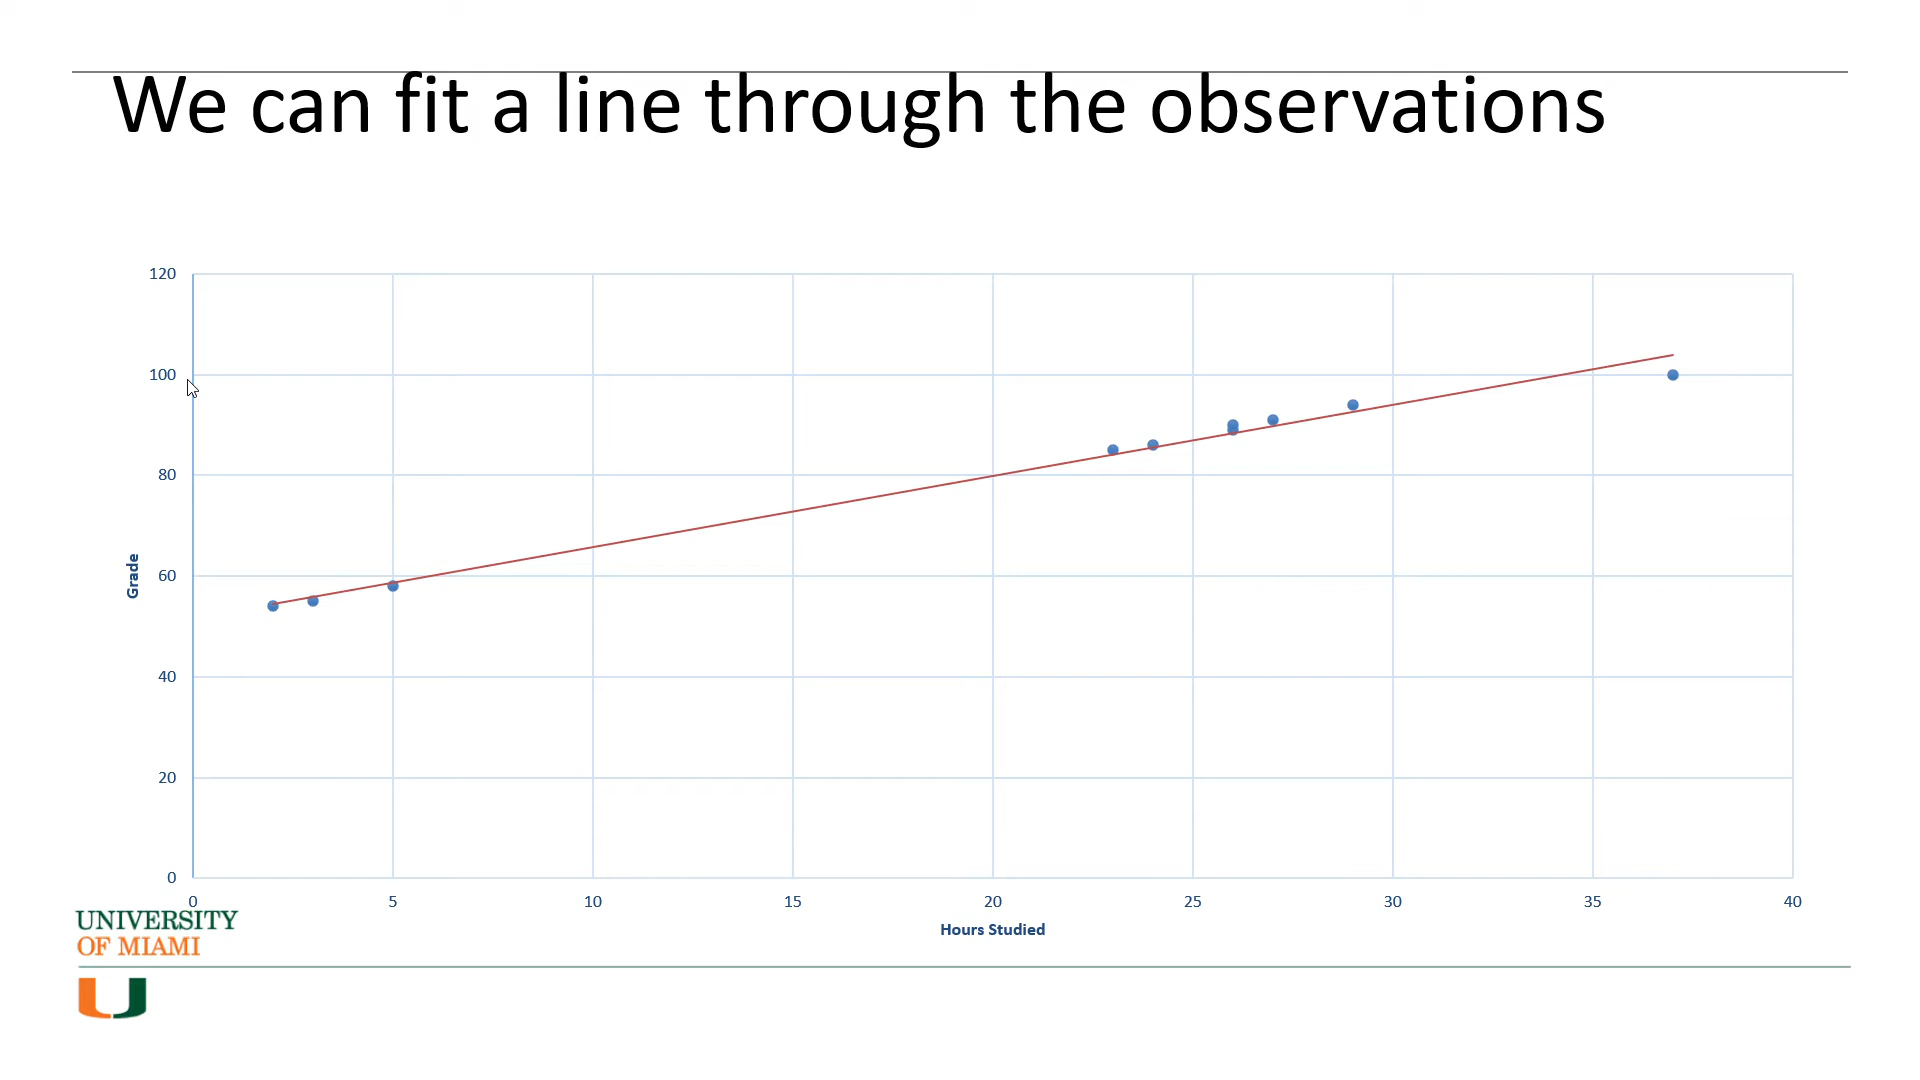 We can fit a line through the observations
120
100
80
60
40
20
0
Grade
0 5 10 15 20 25 30 35 40
Hours Studied
UNIVERSITY
OF MIAMI